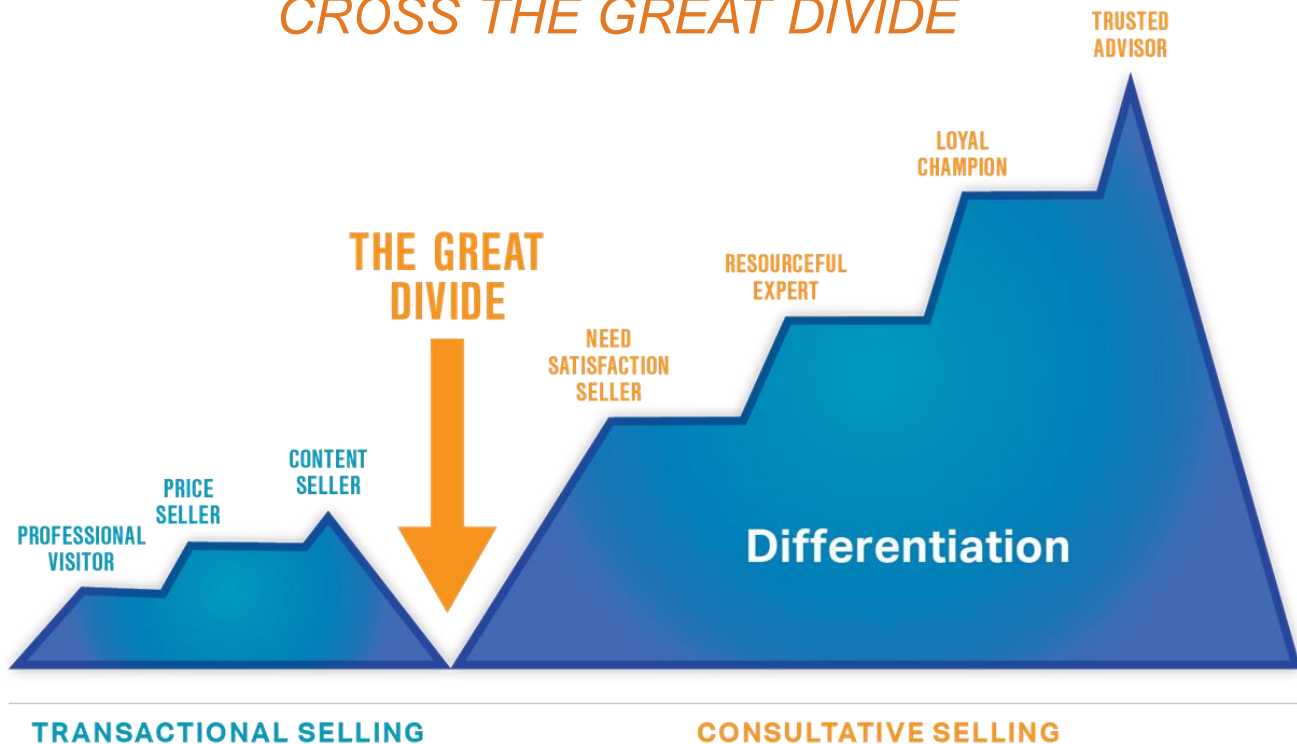 CROSS THE GREAT DIVIDE
TRUSTED
ADVISOR
LOYAL
CHAMPION
THE GREAT
DIVIDE
RESOURCEFUL
EXPERT
NEED
SATISFACTION
SELLER
CONTENT
SELLER
PRICE
SELLER
PROFESSIONAL
VISITOR
Differentiation
TRANSACTIONAL SELLING
CONSULTATIVE SELLING